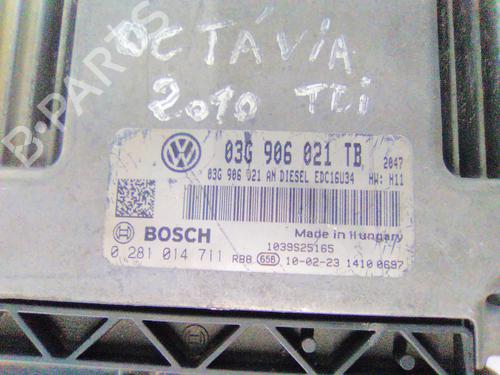 OCTÁVIA
2010 TDi
03G 906 021 TB 2047
03G 906 021 AN DIESEL EDC16U34 HW: H11
BOSCH
Made in Hungary
1039S25165
0 281 014 711 RB8 658 10-02-23 1410 0697
B-PARTS